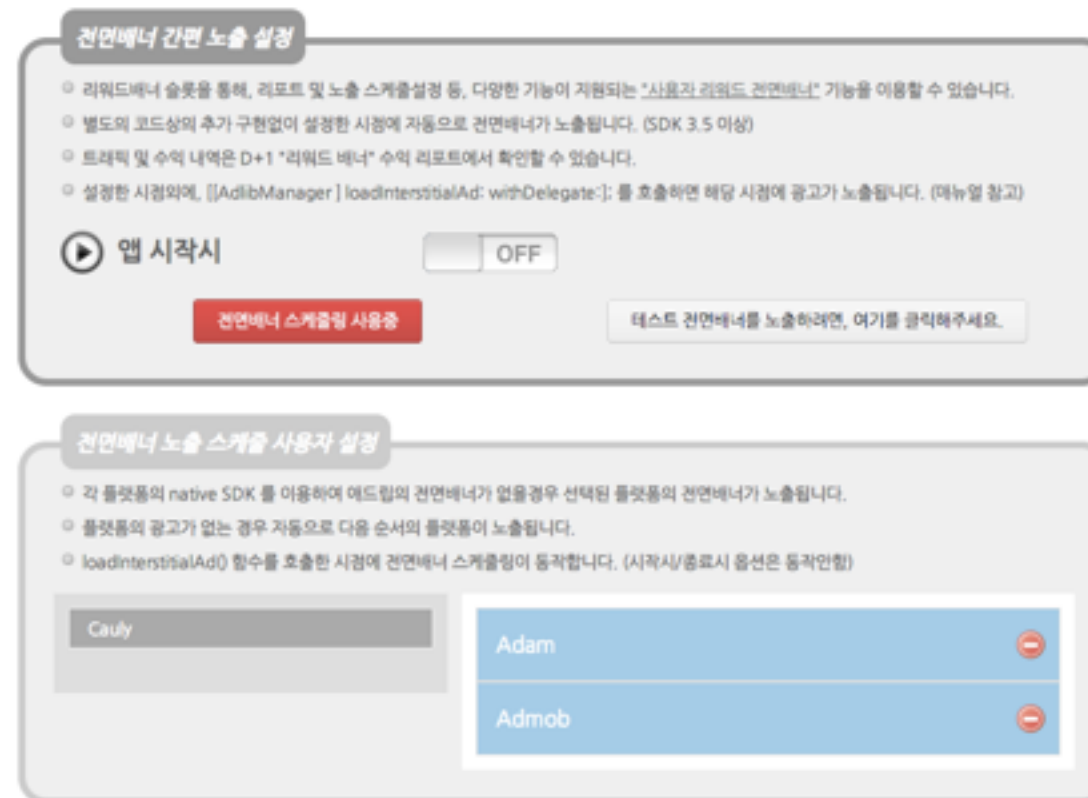 전면배너 간편 노출 설정
리워드배너 슬롯을 통해, 리포트 및 노출 스케줄설정 등, 다양한 기능이 지원되는 "사용자 리워드 전면배너" 기능을 이용할 수 있습니다.
별도의 코드상의 추가 구현없이 설정한 시점에 자동으로 전면배너가 노출됩니다. (SDK 3.5 이상)
트래픽 및 수익 내역은 D+1 "리워드 배너" 수익 리포트에서 확인할 수 있습니다.
설정한 시점외에, [[AdlibManager ] loadInterstitialAd: withDelegate:]; 를 호출하면 해당 시점에 광고가 노출됩니다. (매뉴얼 참고)
앱 시작시
OFF
전면배너 스케줄링 사용중
테스트 전면배너를 노출하려면, 여기를 클릭해주세요.
전면배너 노출 스케줄 사용자 설정
각 플랫폼의 native SDK 를 이용하여 애드립의 전면배너가 없을경우 선택된 플랫폼의 전면배너가 노출됩니다.
플랫폼의 광고가 없는 경우 자동으로 다음 순서의 플랫폼이 노출됩니다.
loadInterstitialAd() 함수를 호출한 시점에 전면배너 스케줄링이 동작합니다. (시작시/종료시 옵션은 동작안함)
Cauly
Adam
Admob